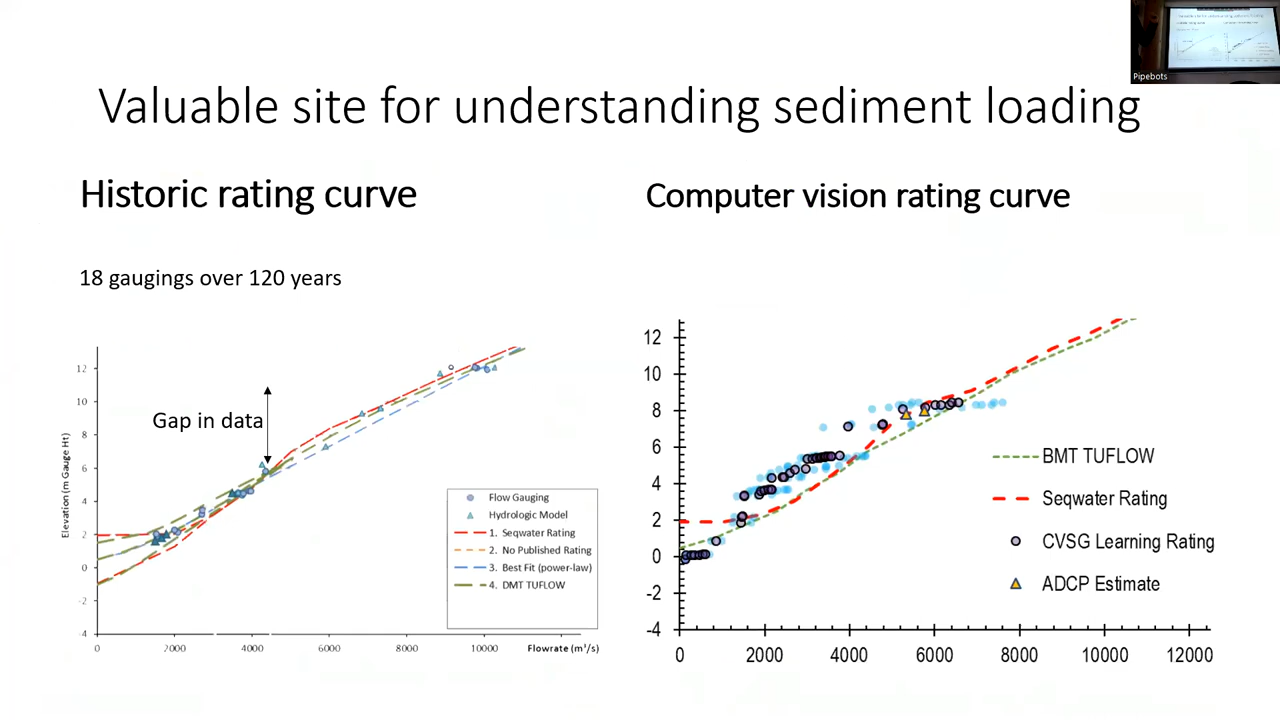 Pipebots
Valuable site for understanding sediment loading
Historic rating curve
Computer vision rating curve
18 gaugings over 120 years
12
10
8
6
4
2
0
-2
-4
Elevation (m Gauge Ht)
Gap in data
Flow Gauging
Hydrologic Model
1. Seqwater Rating
2. No Published Rating
3. Best Fit (power-law)
4. DMT TUFLOW
0 2000 4000 6000 8000 10000 Flowrate (m³/s)
12
10
8
6
4
2
0
-2
-4
BMT TUFLOW
Seqwater Rating
CVSG Learning Rating
ADCP Estimate
0 2000 4000 6000 8000 10000 12000